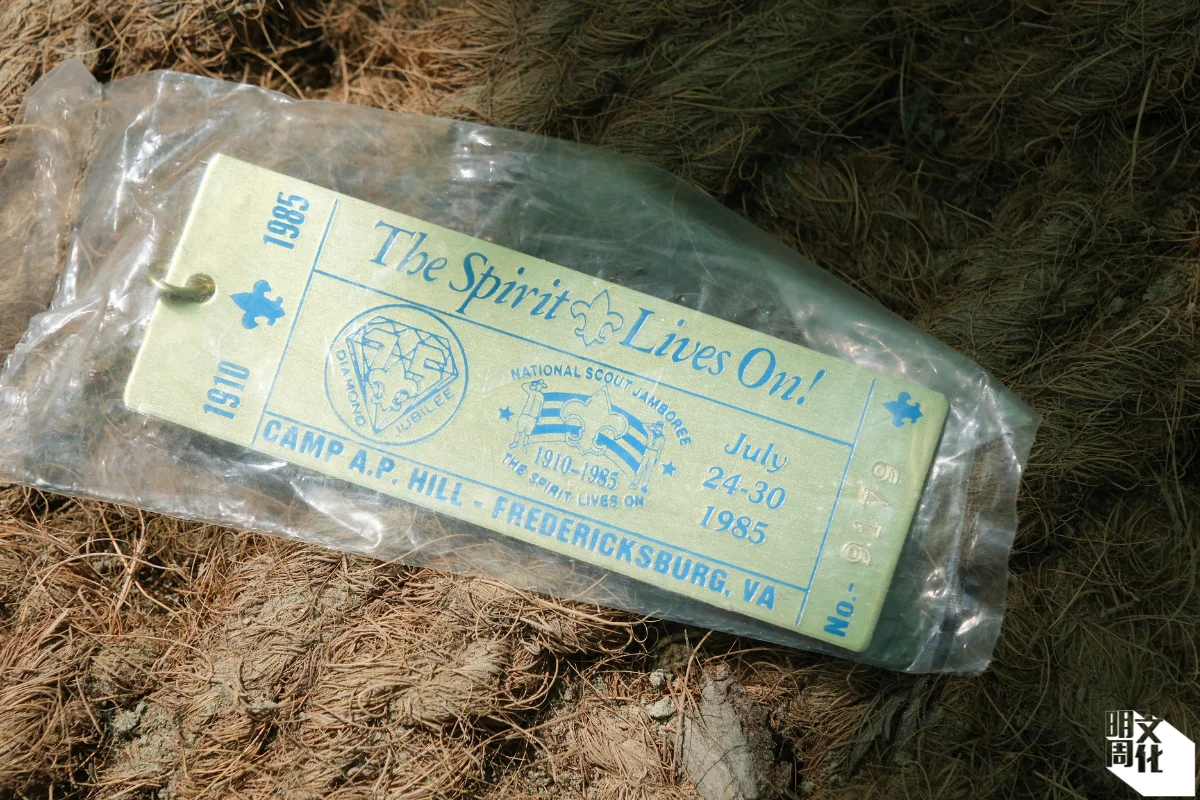 1910 1985
The Spirit Lives On!
DIAMOND JUBILEE
NATIONAL SCOUT JAMBOREE
1910-1985
THE SPIRIT LIVES ON
July
24-30
1985
CAMP A.P. HILL - FREDERICKSBURG, VA
No.-
明周文化